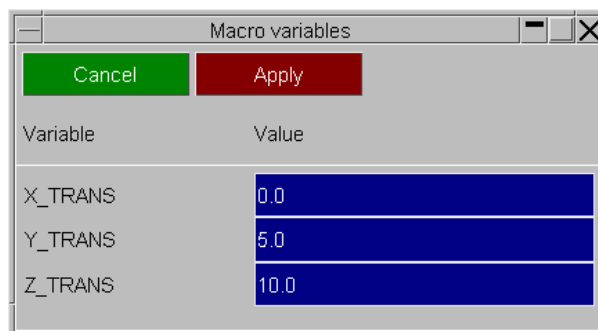 Macro variables
Cancel Apply
Variable Value
X_TRANS 0.0
Y_TRANS 5.0
Z_TRANS 10.0